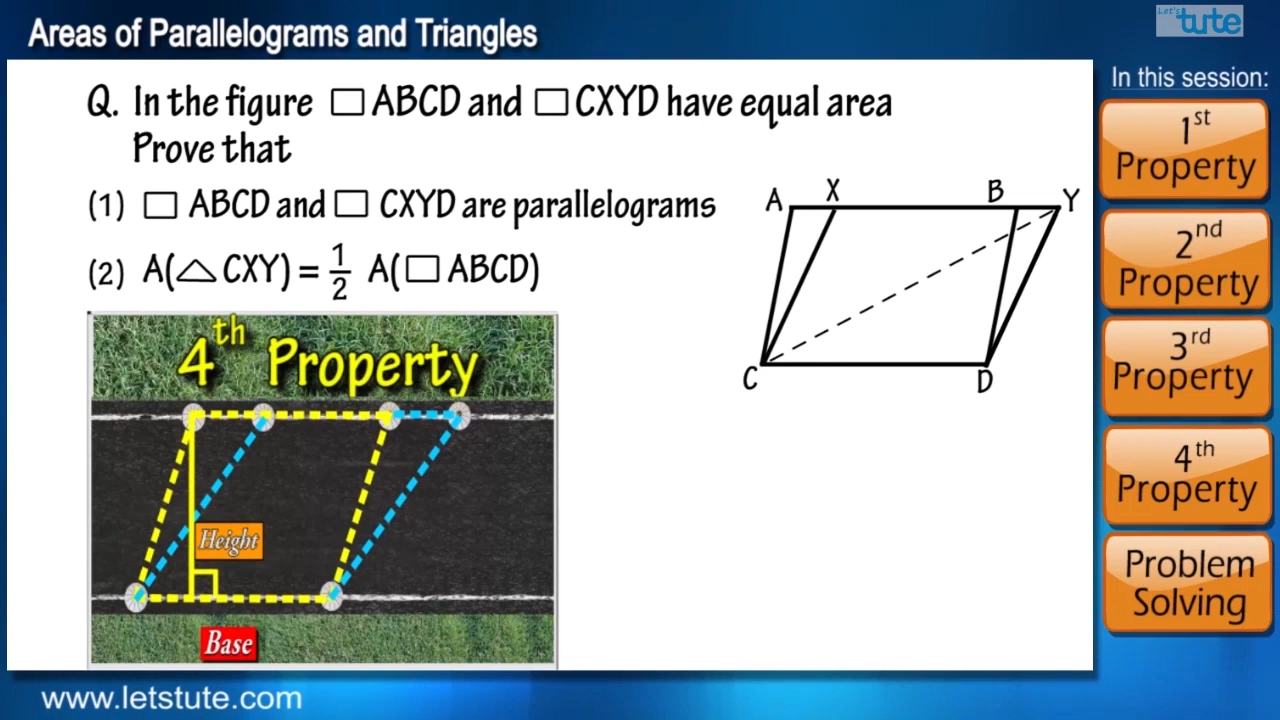 Areas of Parallelograms and Triangles
Let's tute
In this session:
1st Property
2nd Property
3rd Property
4th Property
Problem Solving
Q. In the figure □ ABCD and □ CXYD have equal area
Prove that
(1) □ ABCD and □ CXYD are parallelograms
(2) A(△ CXY) = 1/2 A(□ ABCD)
A X B Y
C D
4th Property
Height
Base
www.letstute.com